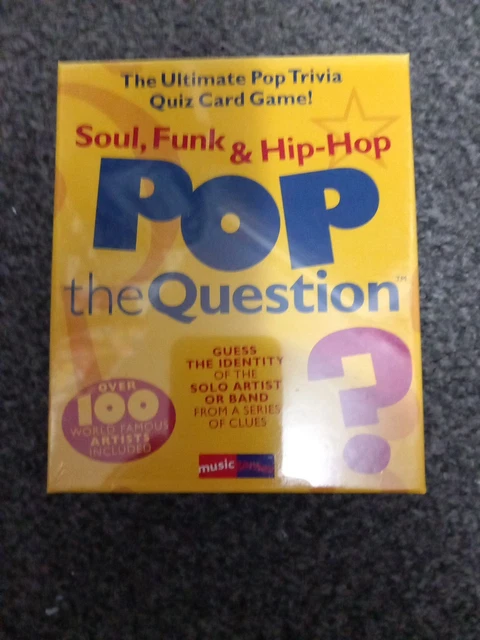 The Ultimate Pop Trivia
Quiz Card Game!
Soul, Funk & Hip-Hop
POP
the Question™
GUESS
THE IDENTITY
OF THE
SOLO ARTIST
OR BAND
FROM A SERIES
OF CLUES
OVER
100
WORLD FAMOUS
ARTISTS
INCLUDED
?
music